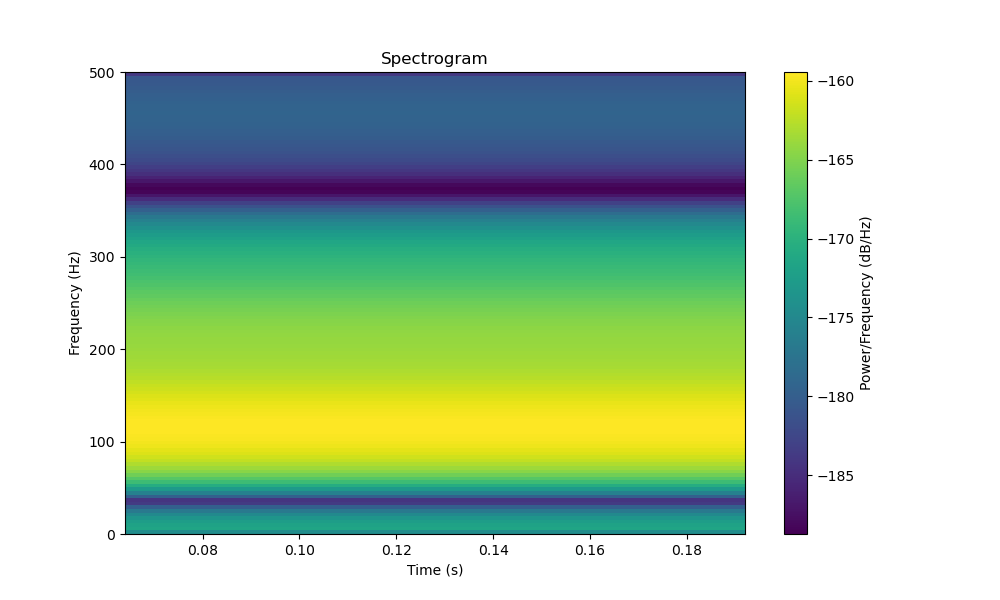 Spectrogram
500
400
300
200
100
0
Frequency (Hz)
0.08 0.10 0.12 0.14 0.16 0.18
Time (s)
−160
−165
−170
−175
−180
−185
Power/Frequency (dB/Hz)